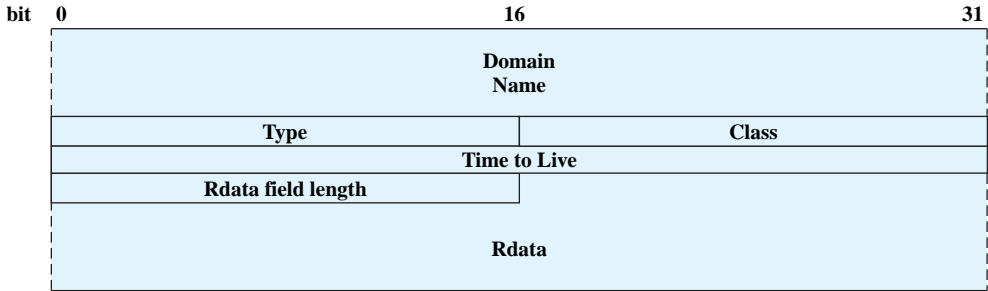 bit 0 16 31
Domain
Name
Type Class
Time to Live
Rdata field length
Rdata